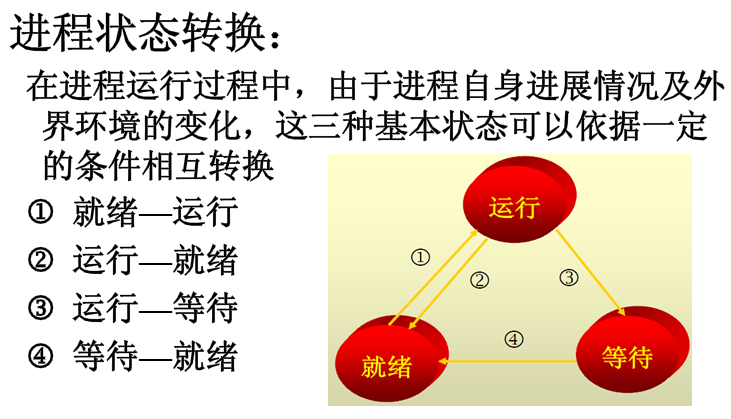 进程状态转换：
在进程运行过程中，由于进程自身进展情况及外
界环境的变化，这三种基本状态可以依据一定
的条件相互转换
① 就绪—运行
② 运行—就绪
③ 运行—等待
④ 等待—就绪
运行
①
②
③
④
就绪
等待